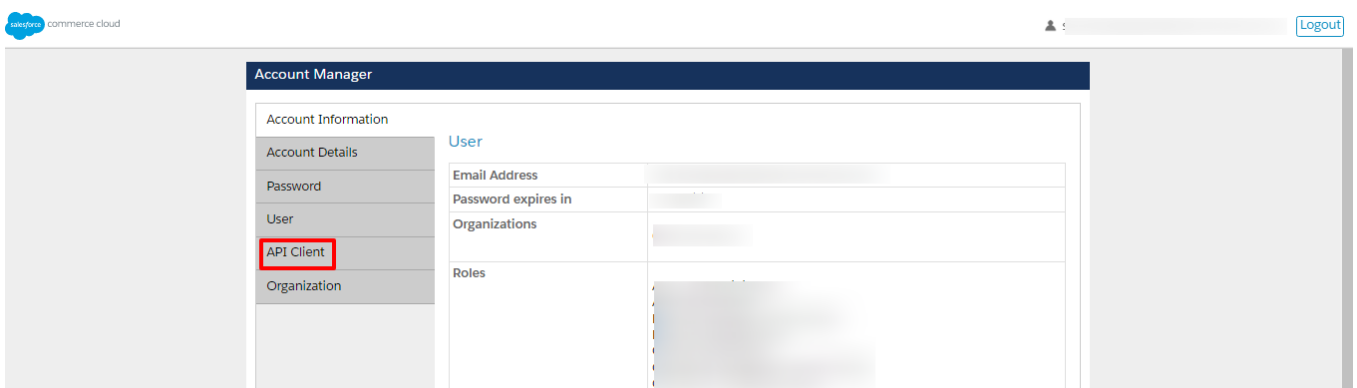 salesforce commerce cloud
Logout
Account Manager
Account Information
Account Details
Password
User
API Client
Organization
User
Email Address
Password expires in
Organizations
Roles